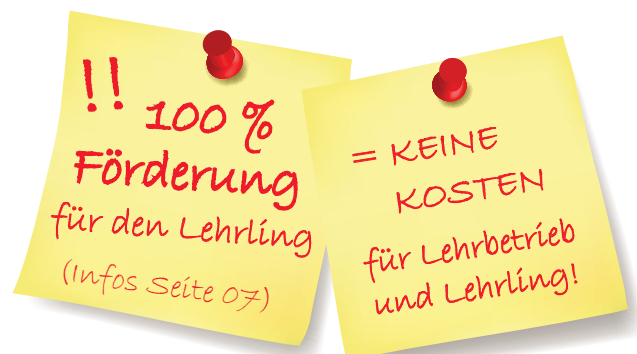 !! 100 %
Förderung
für den Lehrling
(Infos Seite 07)
= KEINE
KOSTEN
für Lehrbetrieb
und Lehrling!